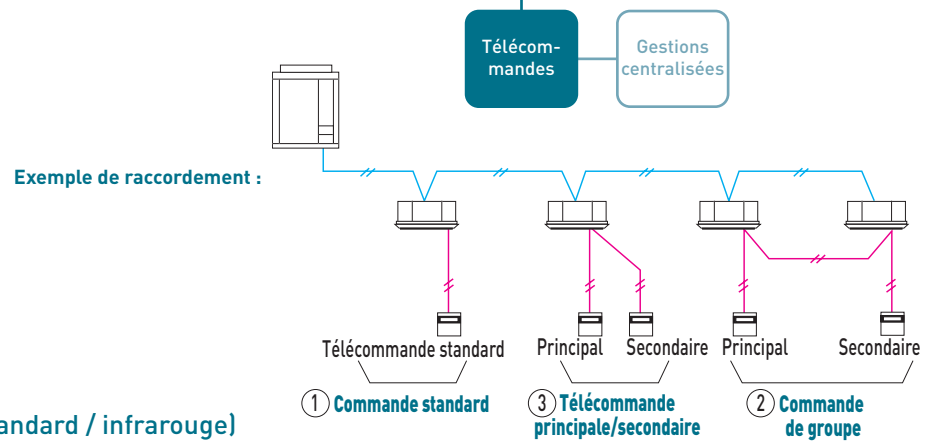 Télécom-
mandes
Gestions
centralisées
Exemple de raccordement :
Télécommande standard
Principal
Secondaire
Principal
Secondaire
1 Commande standard
3 Télécommande
principale/secondaire
2 Commande
de groupe
andard / infrarouge)